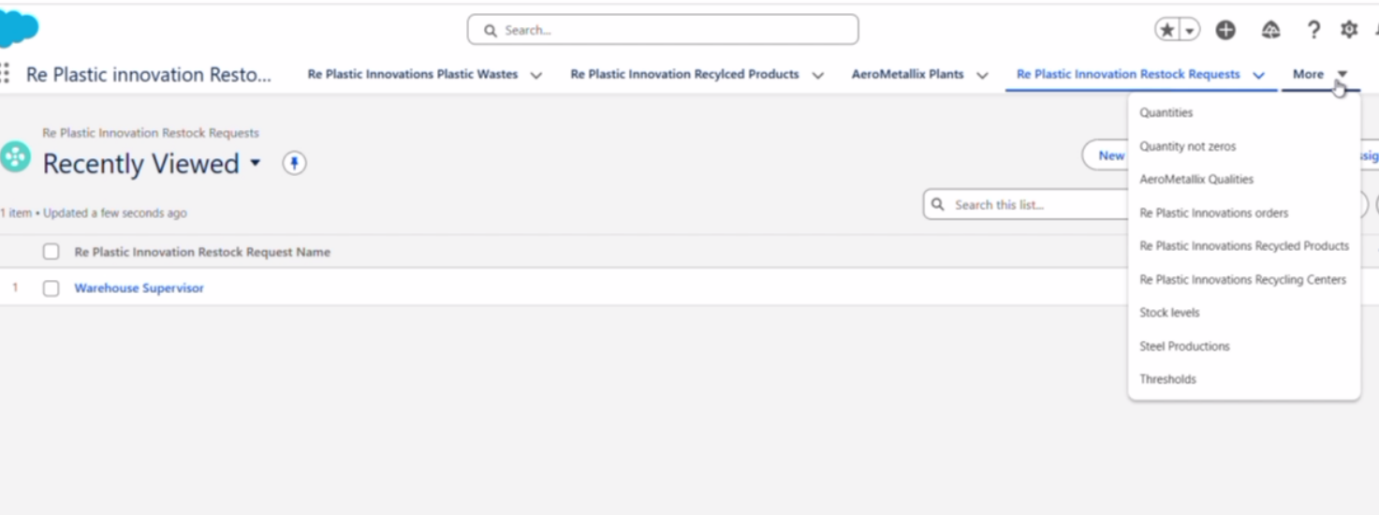 Search...
Re Plastic innovation Resto...
Re Plastic Innovations Plastic Wastes
Re Plastic Innovation Recylced Products
AeroMetallix Plants
Re Plastic Innovation Restock Requests
More
Re Plastic Innovation Restock Requests
Recently Viewed
New
1 item • Updated a few seconds ago
Search this list...
Re Plastic Innovation Restock Request Name
1 Warehouse Supervisor
Quantities
Quantity not zeros
AeroMetallix Qualities
Re Plastic Innovations orders
Re Plastic Innovations Recycled Products
Re Plastic Innovations Recycling Centers
Stock levels
Steel Productions
Thresholds